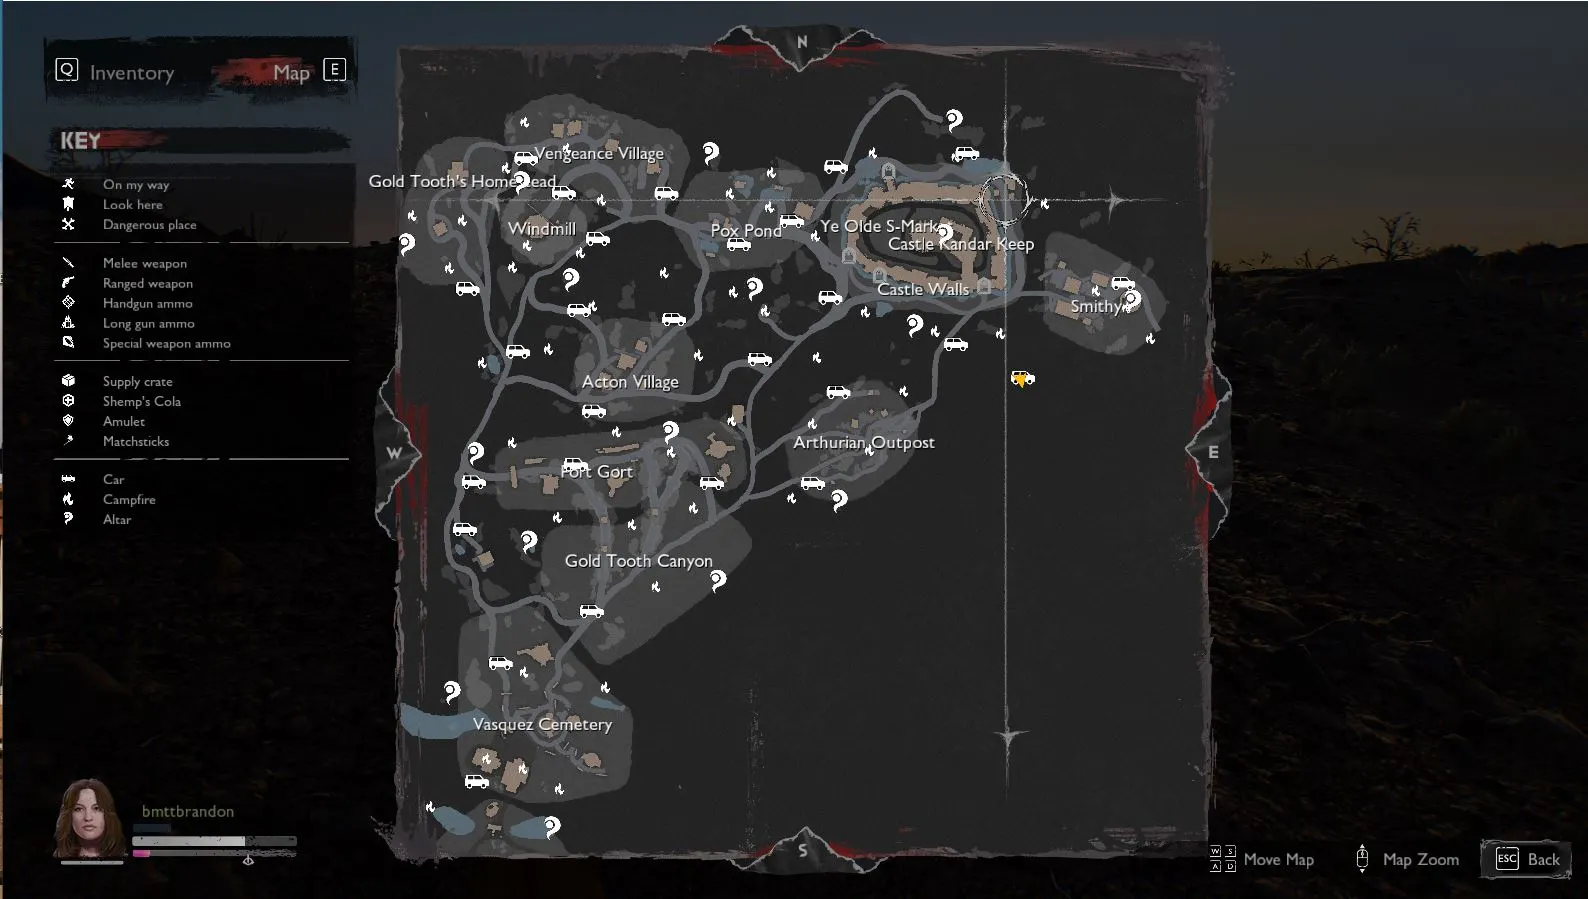 N
Q Inventory Map E
KEY
On my way
Look here
Dangerous place
Melee weapon
Ranged weapon
Handgun ammo
Long gun ammo
Special weapon ammo
Supply crate
Shemp's Cola
Amulet
Matchsticks
Car
Campfire
Altar
Vengeance Village
Gold Tooth's Homestead
Windmill
Pox Pond
Ye Olde S-Mark
Castle Kandar Keep
Castle Walls
Smithy
Acton Village
Arthurian Outpost
W
E
Fort Gort
Gold Tooth Canyon
Vasquez Cemetery
bmttbrandon
S
W S A D Move Map
Map Zoom
ESC Back